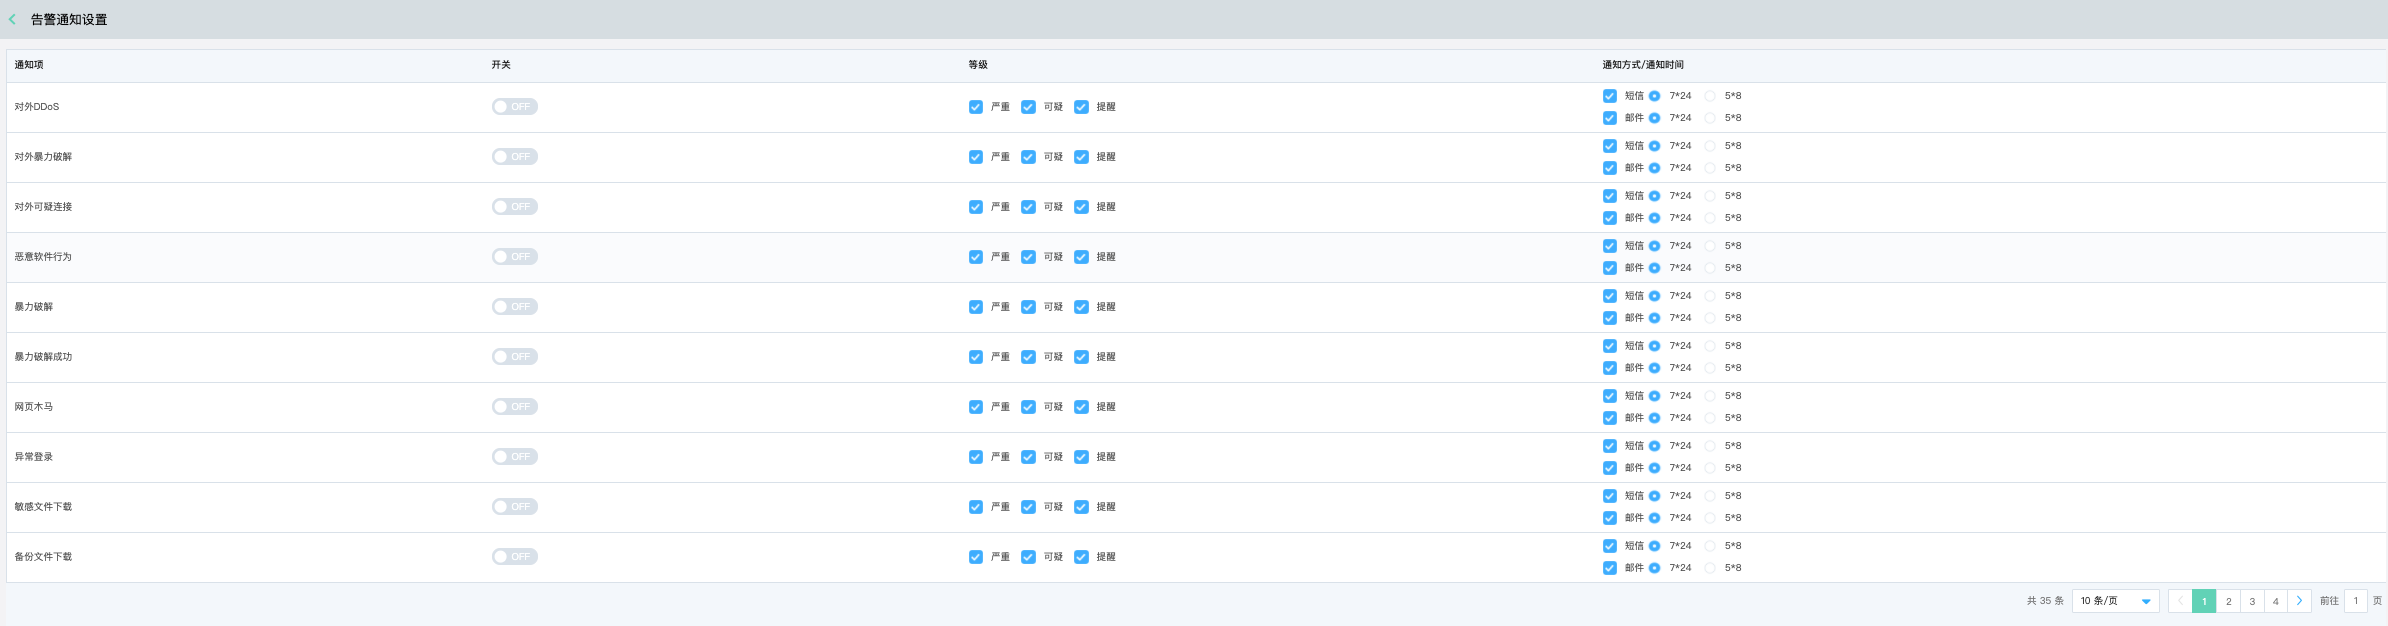 告警通知设置
通知项 开关 等级 通知方式/通知时间
对外DDoS OFF 严重 可疑 提醒 短信 7*24 5*8
邮件 7*24 5*8
对外暴力破解 OFF 严重 可疑 提醒 短信 7*24 5*8
邮件 7*24 5*8
对外可疑连接 OFF 严重 可疑 提醒 短信 7*24 5*8
邮件 7*24 5*8
恶意软件行为 OFF 严重 可疑 提醒 短信 7*24 5*8
邮件 7*24 5*8
暴力破解 OFF 严重 可疑 提醒 短信 7*24 5*8
邮件 7*24 5*8
暴力破解成功 OFF 严重 可疑 提醒 短信 7*24 5*8
邮件 7*24 5*8
网页木马 OFF 严重 可疑 提醒 短信 7*24 5*8
邮件 7*24 5*8
异常登录 OFF 严重 可疑 提醒 短信 7*24 5*8
邮件 7*24 5*8
敏感文件下载 OFF 严重 可疑 提醒 短信 7*24 5*8
邮件 7*24 5*8
备份文件下载 OFF 严重 可疑 提醒 短信 7*24 5*8
邮件 7*24 5*8
共 35 条 10 条/页 1 2 3 4 前往 1 页